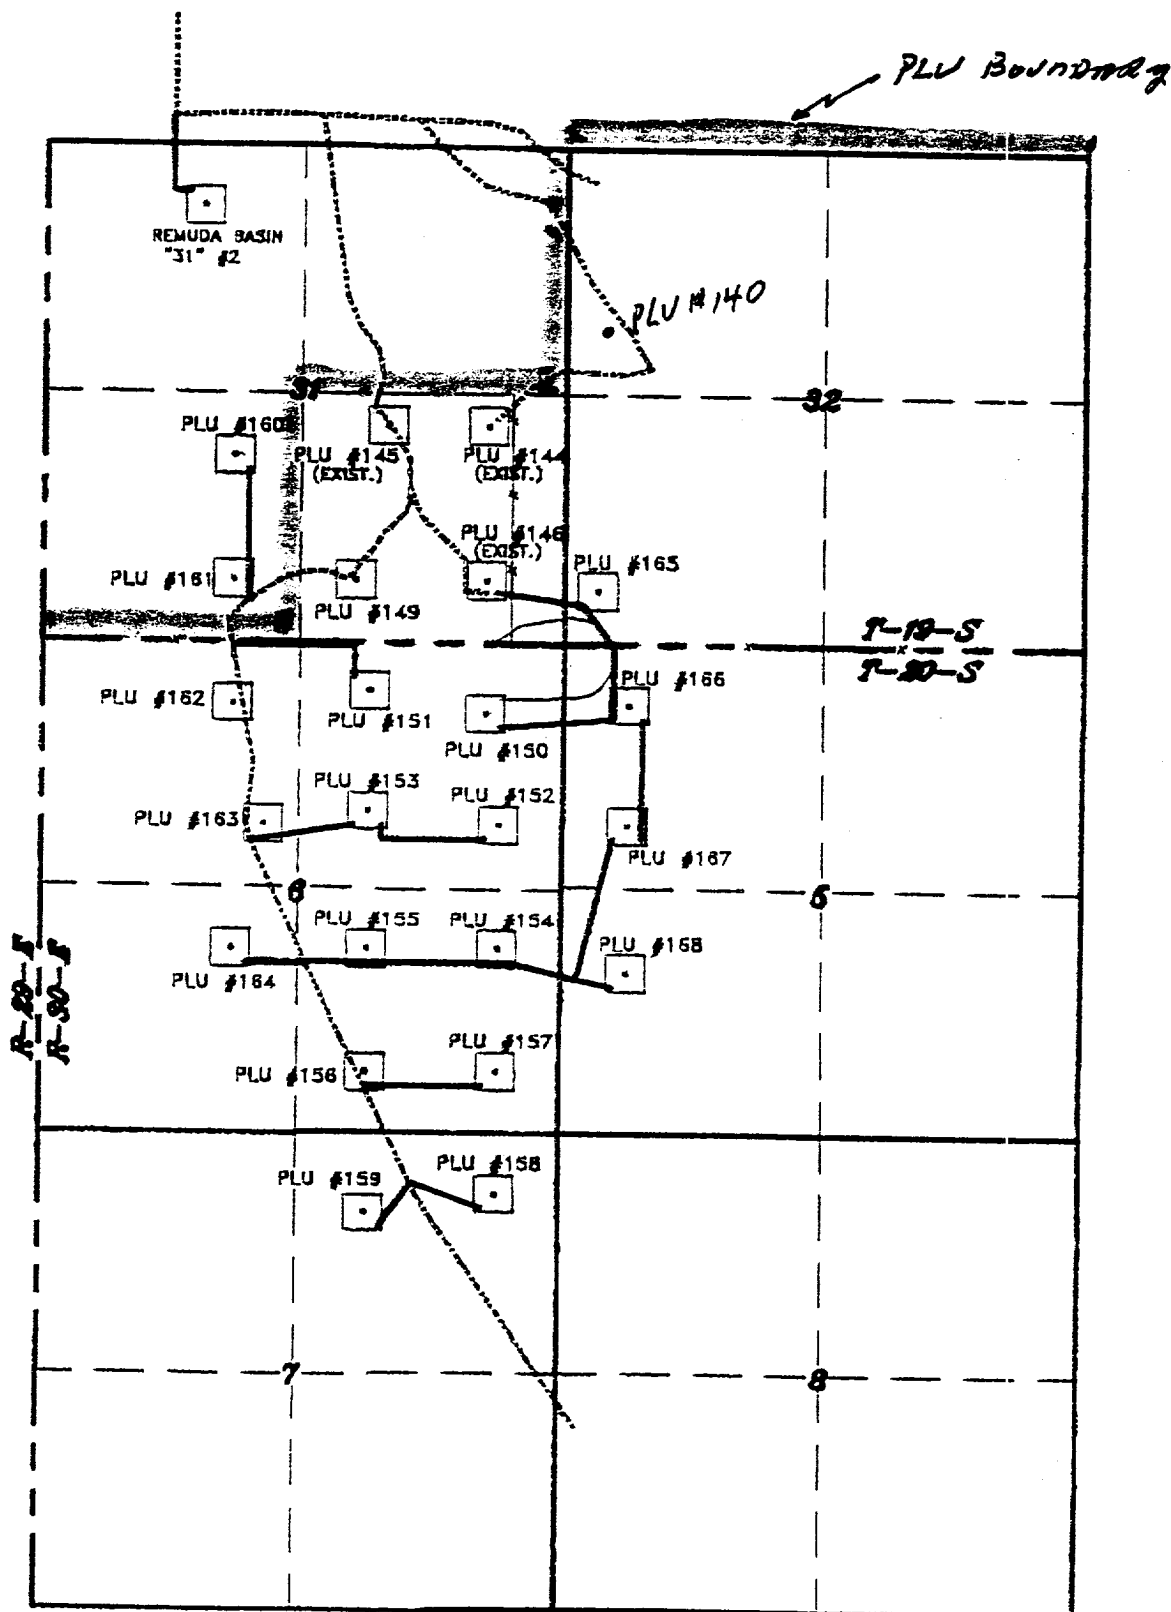 PLU Boundary
REMUDA BASIN
"31" #2
PLU #140
31
32
PLU #160
PLU #145
(EXIST.)
PLU #144
(EXIST.)
PLU #146
(EXIST.)
PLU #161
PLU #149
PLU #165
T-19-S
T-20-S
PLU #162
PLU #151
PLU #150
PLU #166
PLU #153
PLU #152
PLU #163
PLU #167
6
5
PLU #155
PLU #154
PLU #168
PLU #164
R-29-E
R-30-E
PLU #157
PLU #156
PLU #158
PLU #159
7
8